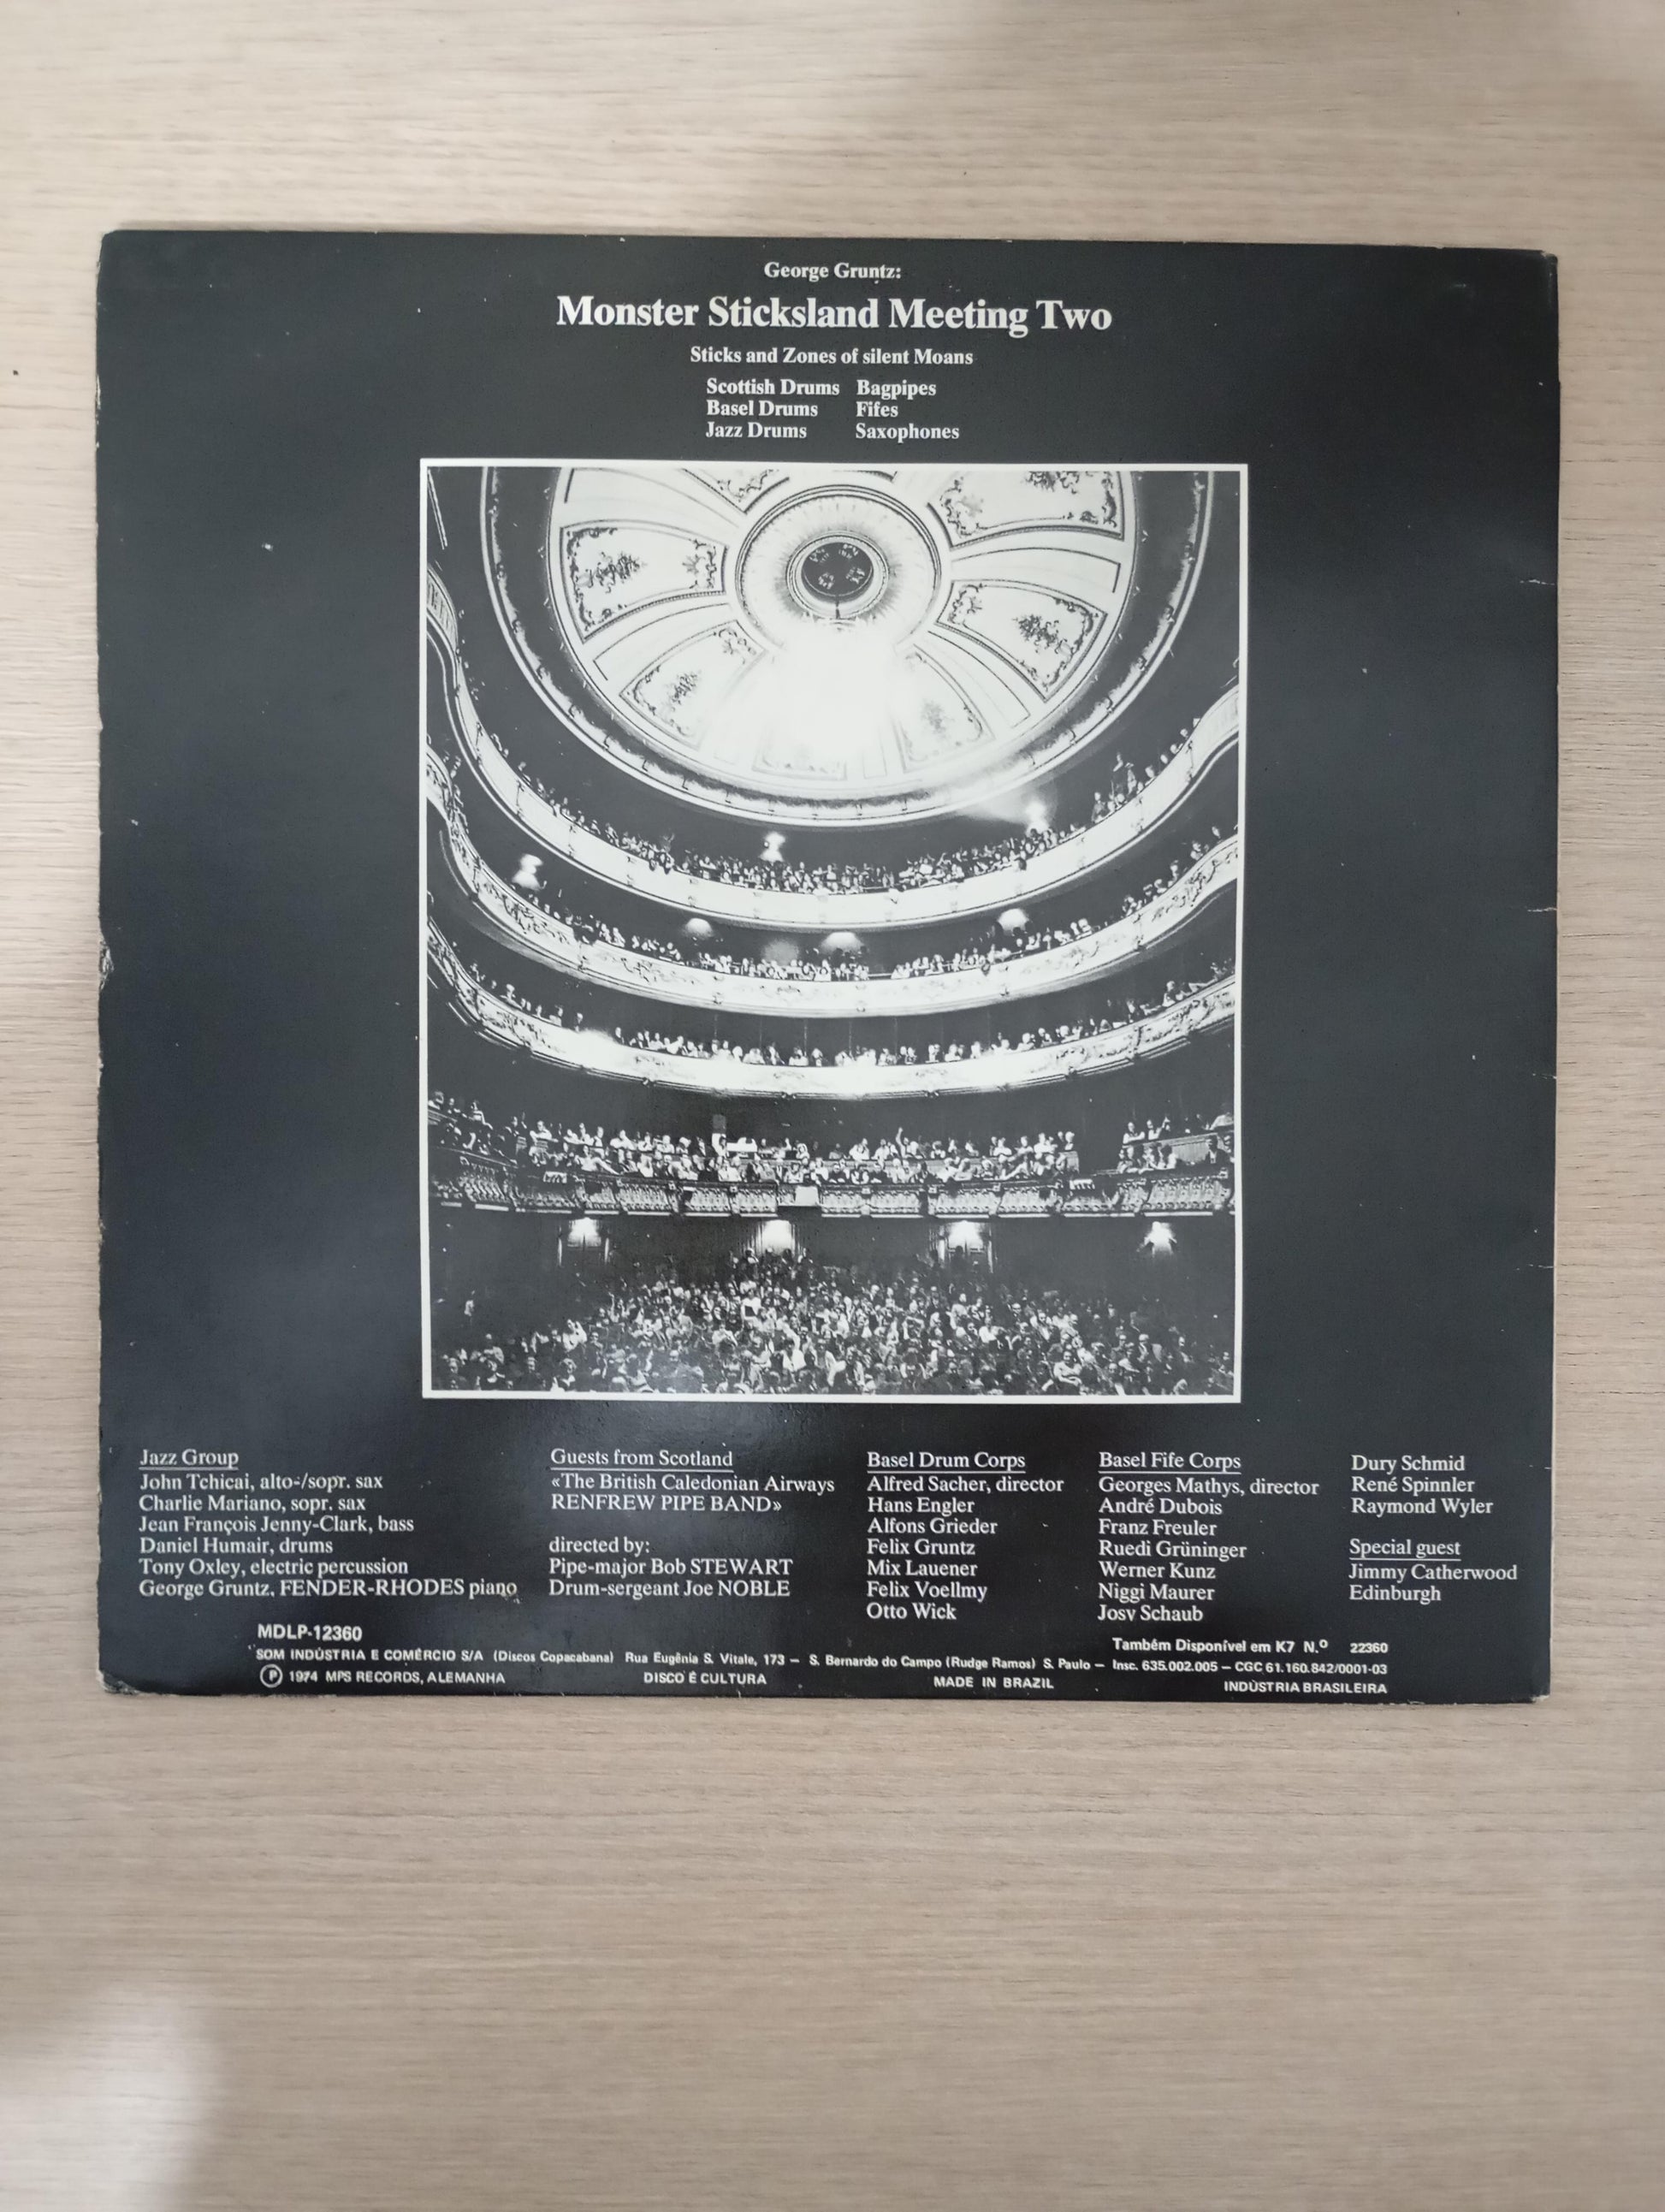 George Gruntz:
Monster Sticksland Meeting Two
Sticks and Zones of silent Moans
Scottish Drums Bagpipes
Basel Drums Fifes
Jazz Drums Saxophones
Jazz Group
John Tchicai, alto-/sopr. sax
Charlie Mariano, sopr. sax
Jean François Jenny-Clark, bass
Daniel Humair, drums
Tony Oxley, electric percussion
George Gruntz, FENDER-RHODES piano
Guests from Scotland
«The British Caledonian Airways
RENFREW PIPE BAND»
directed by:
Pipe-major Bob STEWART
Drum-sergeant Joe NOBLE
Basel Drum Corps
Alfred Sacher, director
Hans Engler
Alfons Grieder
Felix Gruntz
Mix Lauener
Felix Voellmy
Otto Wick
Basel Fife Corps
Georges Mathys, director
André Dubois
Franz Freuler
Ruedi Grüninger
Werner Kunz
Niggi Maurer
Josy Schaub
Dury Schmid
René Spinnler
Raymond Wyler
Special guest
Jimmy Catherwood
Edinburgh
MDLP-12360
Também Disponível em K7 N.º 22360
SOM INDÚSTRIA E COMÉRCIO S/A (Discos Copacabana) Rua Eugênia S. Vitale, 173 – S. Bernardo do Campo (Rudge Ramos) S. Paulo – Insc. 635.002.005 – CGC 61.160.842/0001-03
Ⓟ 1974 MPS RECORDS, ALEMANHA DISCO É CULTURA MADE IN BRAZIL INDÚSTRIA BRASILEIRA